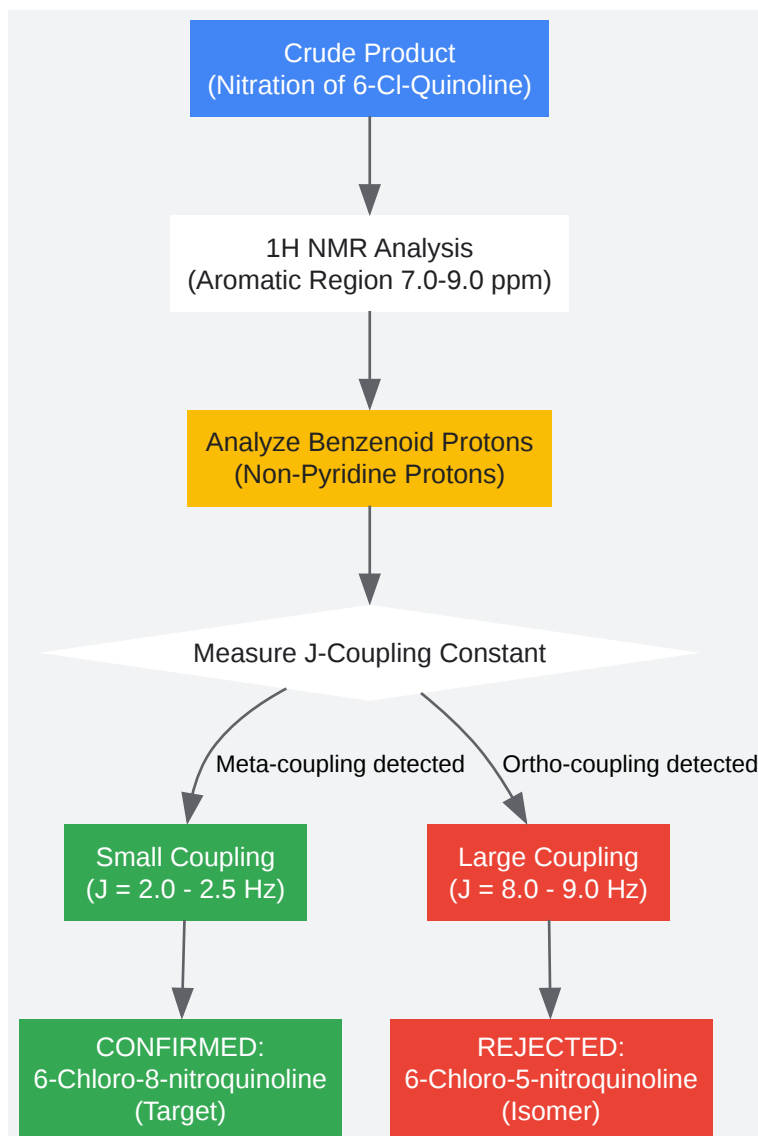 Crude Product
(Nitration of 6-Cl-Quinoline)
1H NMR Analysis
(Aromatic Region 7.0-9.0 ppm)
Analyze Benzenoid Protons
(Non-Pyridine Protons)
Measure J-Coupling Constant
Meta-coupling detected
Ortho-coupling detected
Small Coupling
(J = 2.0 - 2.5 Hz)
Large Coupling
(J = 8.0 - 9.0 Hz)
CONFIRMED:
6-Chloro-8-nitroquinoline
(Target)
REJECTED:
6-Chloro-5-nitroquinoline
(Isomer)